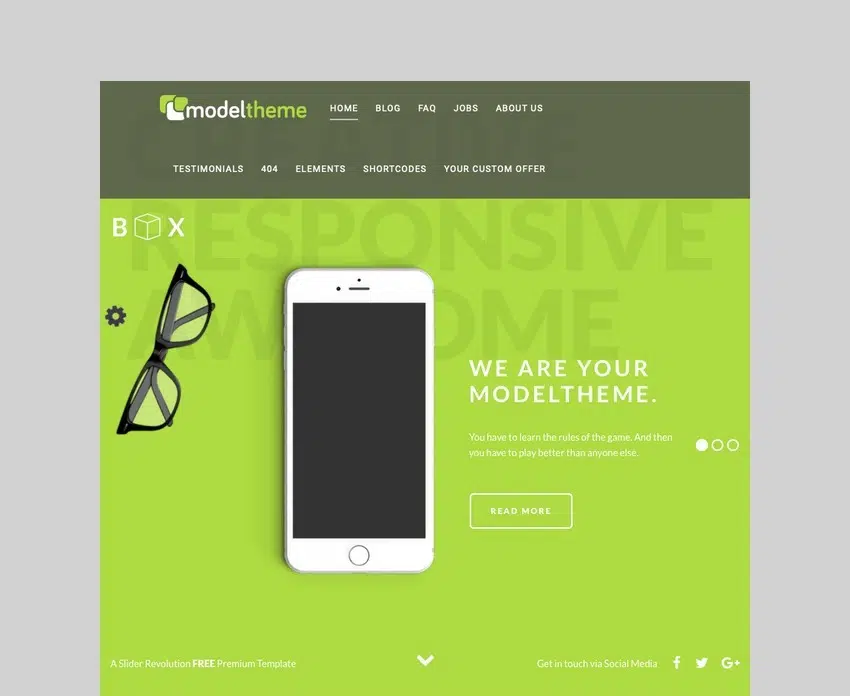 modeltheme HOME BLOG FAQ JOBS ABOUT US
CREATIVE
TESTIMONIALS 404 ELEMENTS SHORTCODES YOUR CUSTOM OFFER
RESPONSIVE
B X
WE ARE YOUR
MODELTHEME.
You have to learn the rules of the game. And then
you have to play better than anyone else.
READ MORE
A Slider Revolution FREE Premium Template
Get in touch via Social Media